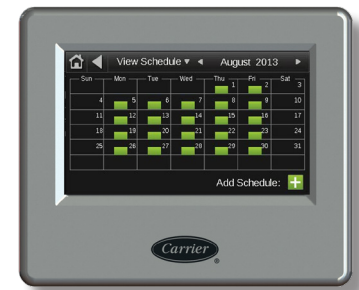 View Schedule ▼ ◄ August 2013 ►
Sun Mon Tue Wed Thu Fri Sat
1 2 3
4 5 6 7 8 9 10
11 12 13 14 15 16 17
18 19 20 21 22 23 24
25 26 27 28 29 30 31
Add Schedule: +
Carrier